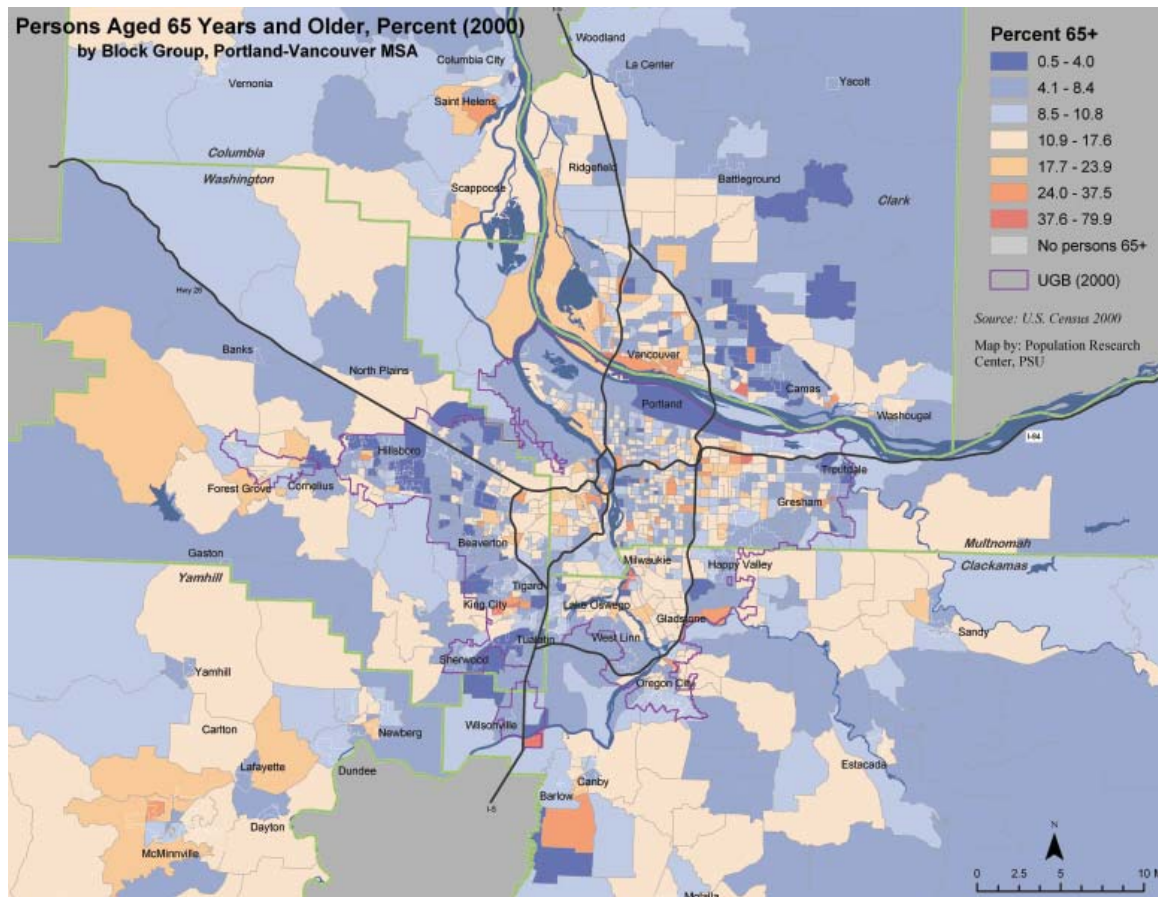 Persons Aged 65 Years and Older, Percent (2000)
by Block Group, Portland-Vancouver MSA
I-5
Woodland
Columbia City
La Center
Vernonia
Yacolt
Saint Helens
Columbia
Washington
Ridgefield
Scappoose
Battleground
Clark
Hwy 26
Banks
North Plains
Vancouver
Camas
Portland
Washougal
I-84
Hillsboro
Troutdale
Forest Grove
Cornelius
Gresham
Beaverton
Multnomah
Gaston
Milwaukie
Happy Valley
Clackamas
Yamhill
Tigard
King City
Lake Oswego
Gladstone
Sandy
Tualatin
West Linn
Sherwood
Yamhill
Oregon City
Carlton
Newberg
Wilsonville
Lafayette
Dundee
Estacada
Canby
Barlow
I-5
Dayton
McMinnville
Molalla
Percent 65+
0.5 - 4.0
4.1 - 8.4
8.5 - 10.8
10.9 - 17.6
17.7 - 23.9
24.0 - 37.5
37.6 - 79.9
No persons 65+
UGB (2000)
Source: U.S. Census 2000
Map by: Population Research
Center, PSU
N
0 2.5 5 10 M